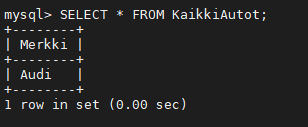 mysql> SELECT * FROM KaikkiAutot;
+--------+
| Merkki |
+--------+
| Audi   |
+--------+
1 row in set (0.00 sec)